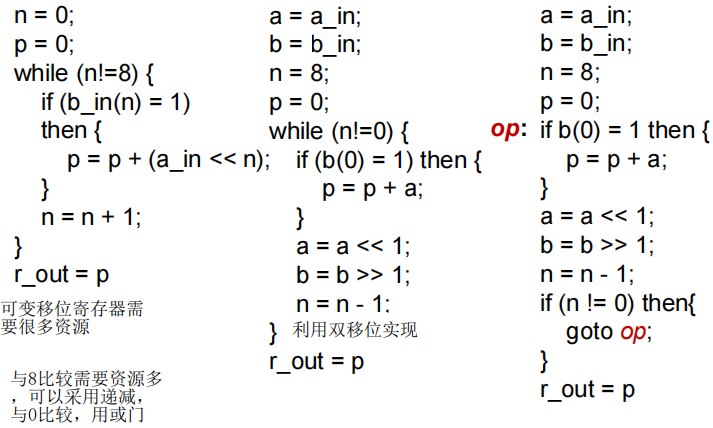 n = 0;
p = 0;
while (n!=8) {
if (b_in(n) = 1)
then {
p = p + (a_in << n);
}
n = n + 1;
}
r_out = p
可变移位寄存器需
要很多资源
与8比较需要资源多
，可以采用递减，
与0比较，用或门
a = a_in;
b = b_in;
n = 8;
p = 0;
while (n!=0) {
if (b(0) = 1) then {
p = p + a;
}
a = a << 1;
b = b >> 1;
n = n - 1;
} 利用双移位实现
r_out = p
a = a_in;
b = b_in;
n = 8;
p = 0;
op: if b(0) = 1 then {
p = p + a;
}
a = a << 1;
b = b >> 1;
n = n - 1;
if (n != 0) then{
goto op;
}
r_out = p